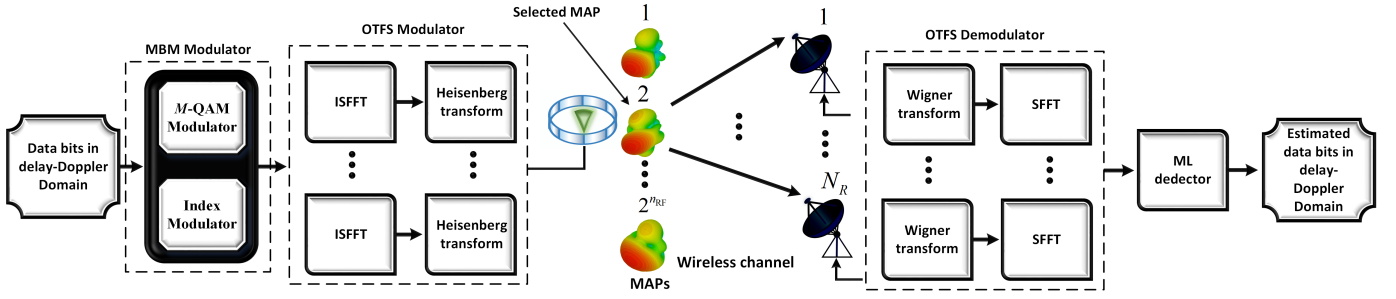 Data bits in
delay-Doppler
Domain
MBM Modulator
M-QAM
Modulator
Index
Modulator
OTFS Modulator
ISFFT
Heisenberg
transform
ISFFT
Heisenberg
transform
Selected MAP
1
2
2^{n_{RF}}
MAPs
Wireless channel
1
N_R
OTFS Demodulator
Wigner
transform
SFFT
Wigner
transform
SFFT
ML
dedector
Estimated
data bits in
delay-
Doppler
Domain